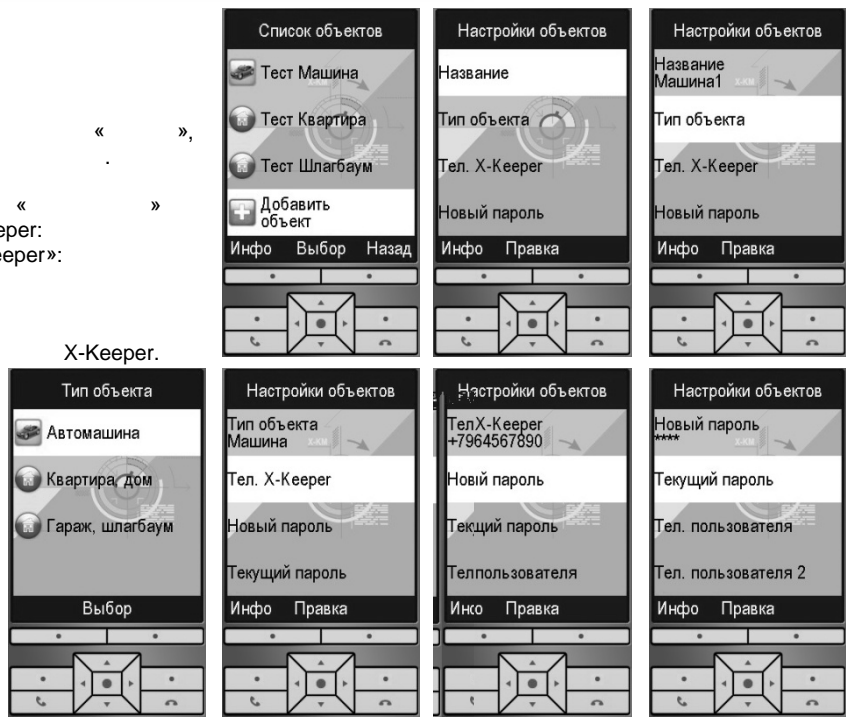 « »,
.
« »
eper:
eeper»:
X-Keeper.
Список объектов
Тест Машина
Тест Квартира
Тест Шлагбаум
Добавить
объект
Инфо Выбор Назад
Настройки объектов
Название
Тип объекта
Тел. X-Keeper
Новый пароль
Инфо Правка
Настройки объектов
Название
Машина1
Тип объекта
Тел. X-Keeper
Новый пароль
Инфо Правка
Тип объекта
Автомашина
Квартира, дом
Гараж, шлагбаум
Выбор
Настройки объектов
Тип объекта
Машина
Тел. X-Keeper
Новый пароль
Текущий пароль
Инфо Правка
Настройки объектов
ТелX-Keeper
+7964567890
Новый пароль
Текщий пароль
Телпользователя
Инсо Правка
Настройки объектов
Новый пароль
****
Текущий пароль
Тел. пользователя
Тел. пользователя 2
Инфо Правка